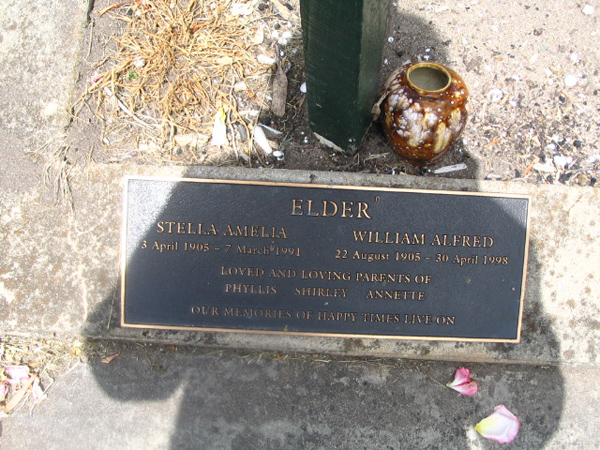 ELDER
STELLA AMELIA WILLIAM ALFRED
3 April 1905 - 7 March 1991 22 August 1905 - 30 April 1998
LOVED AND LOVING PARENTS OF
PHYLLIS SHIRLEY ANNETTE
OUR MEMORIES OF HAPPY TIMES LIVE ON